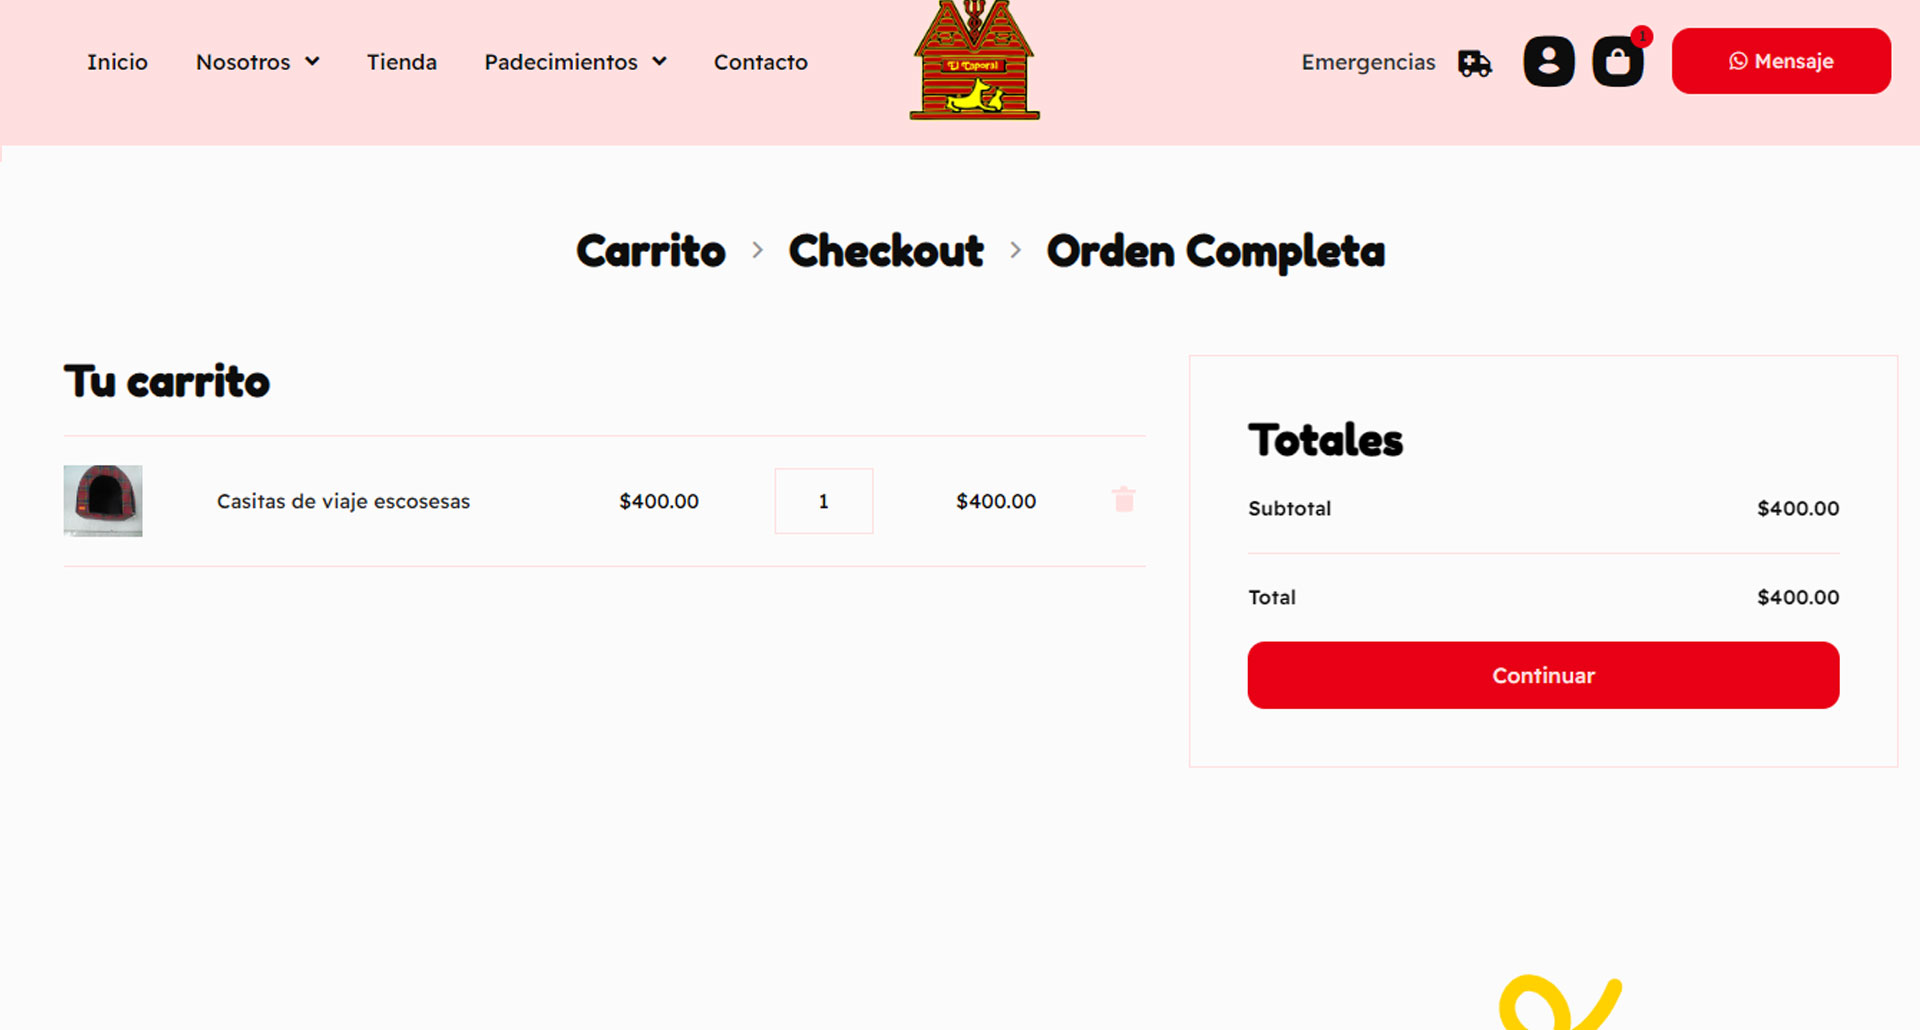 Inicio Nosotros Tienda Padecimientos Contacto
El Caporal
Emergencias 1 Mensaje
Carrito > Checkout > Orden Completa
Tu carrito
Casitas de viaje escosesas $400.00 1 $400.00
Totales
Subtotal $400.00
Total $400.00
Continuar